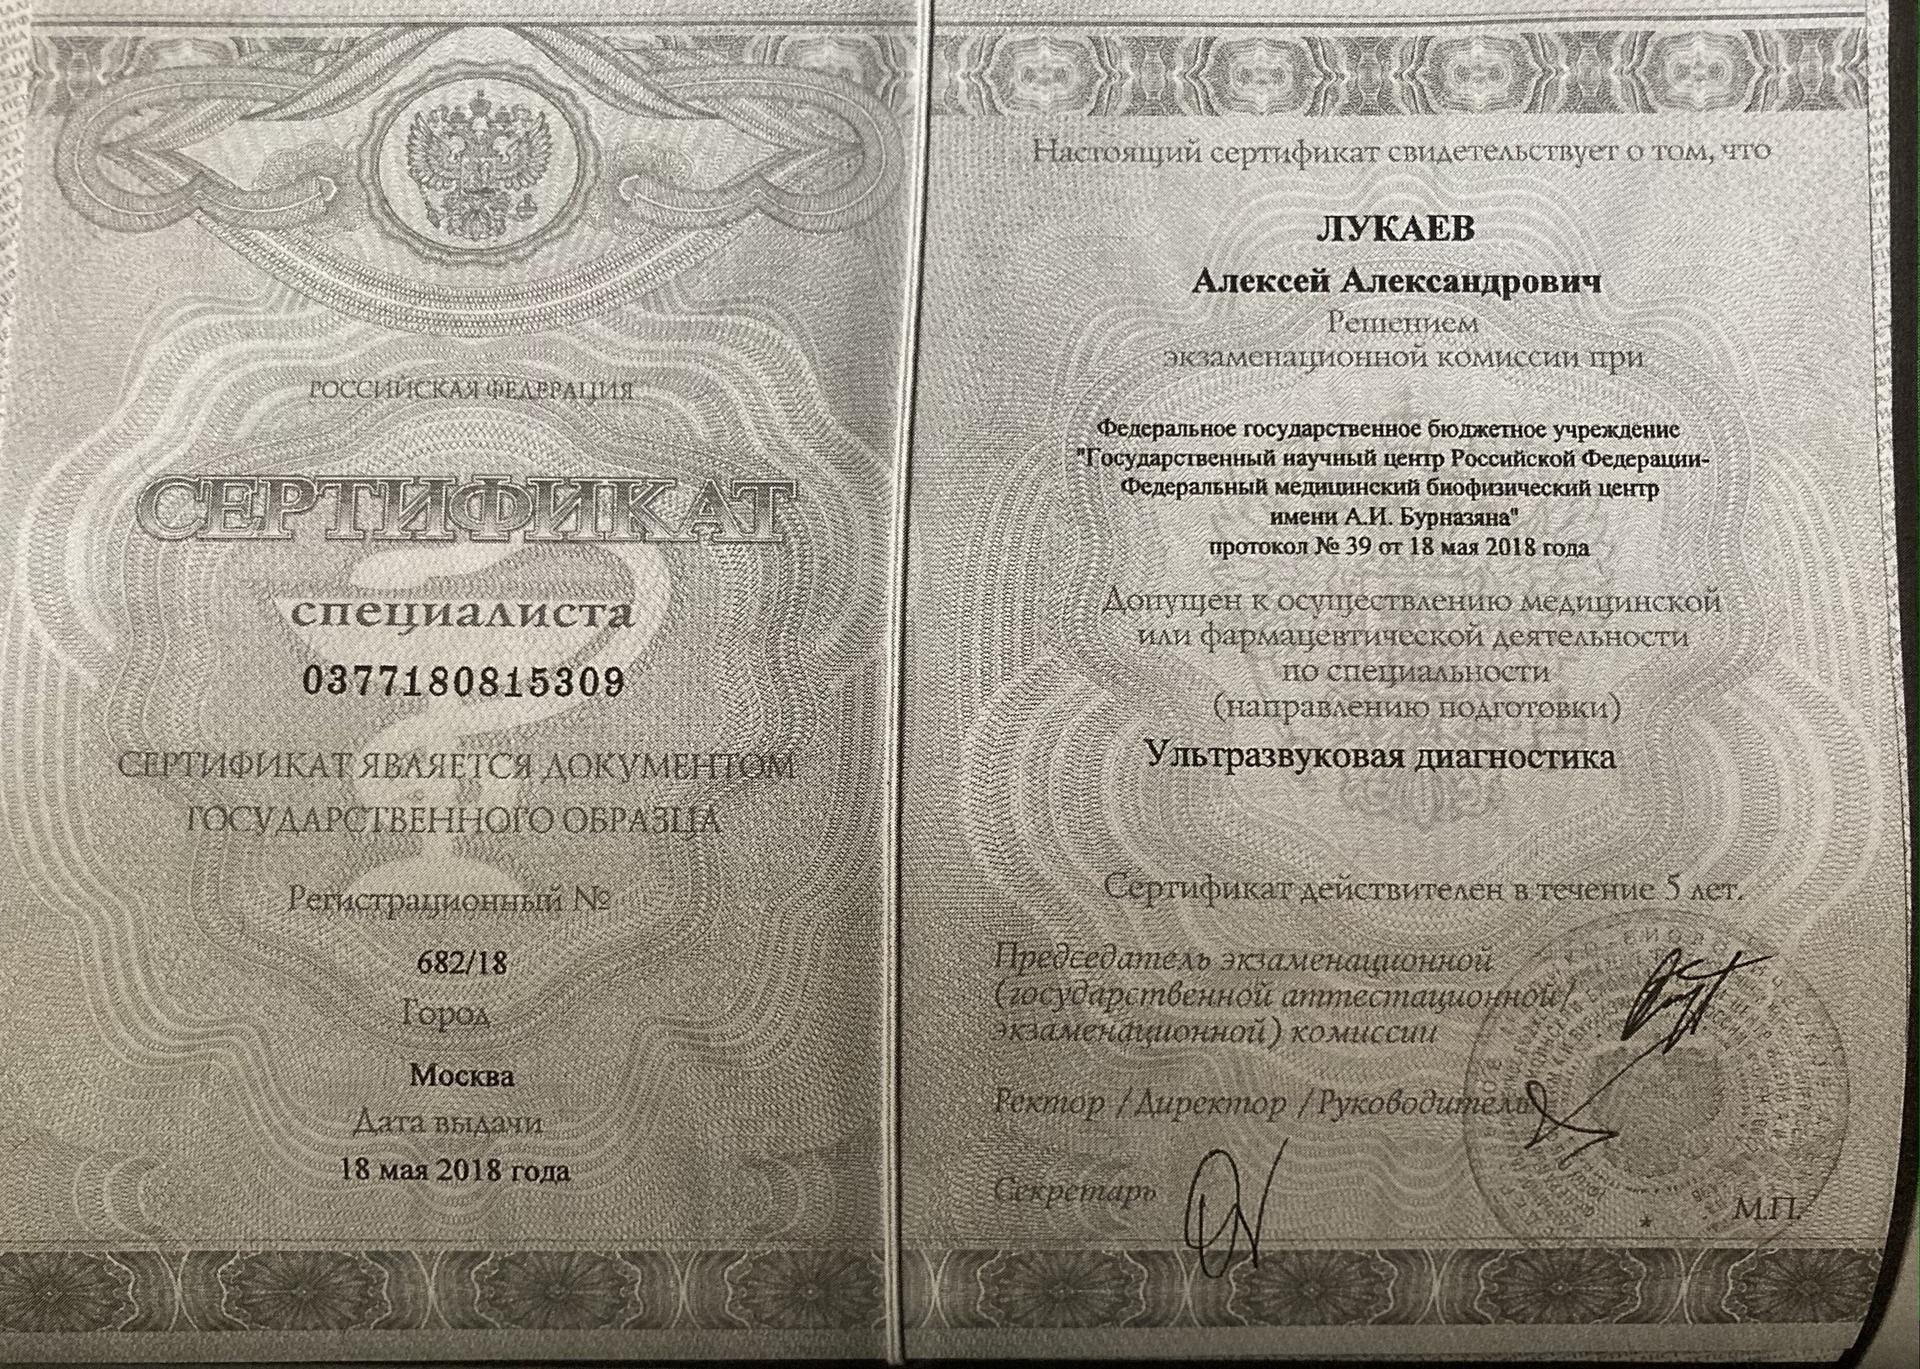 РОССИЙСКАЯ ФЕДЕРАЦИЯ
СЕРТИФИКАТ
специалиста
0377180815309
СЕРТИФИКАТ ЯВЛЯЕТСЯ ДОКУМЕНТОМ
ГОСУДАРСТВЕННОГО ОБРАЗЦА
Регистрационный №
682/18
Город
Москва
Дата выдачи
18 мая 2018 года
Настоящий сертификат свидетельствует о том, что
ЛУКАЕВ
Алексей Александрович
Решением
экзаменационной комиссии при
Федеральное государственное бюджетное учреждение
"Государственный научный центр Российской Федерации-
Федеральный медицинский биофизический центр
имени А.И. Бурназяна"
протокол № 39 от 18 мая 2018 года
Допущен к осуществлению медицинской
или фармацевтической деятельности
по специальности
(направлению подготовки)
Ультразвуковая диагностика
Сертификат действителен в течение 5 лет.
Председатель экзаменационной
(государственной аттестационной/
экзаменационной) комиссии
Ректор /Директор /Руководитель
Секретарь
М.П.